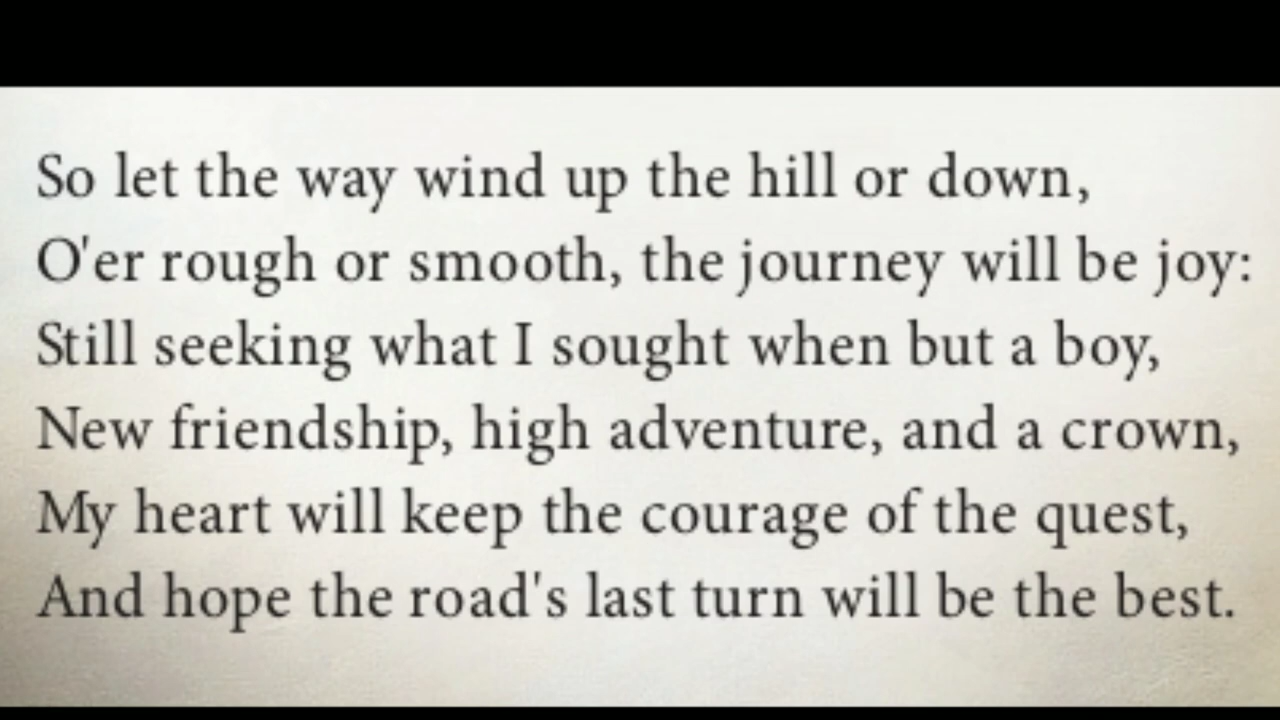 So let the way wind up the hill or down,
O'er rough or smooth, the journey will be joy:
Still seeking what I sought when but a boy,
New friendship, high adventure, and a crown,
My heart will keep the courage of the quest,
And hope the road's last turn will be the best.